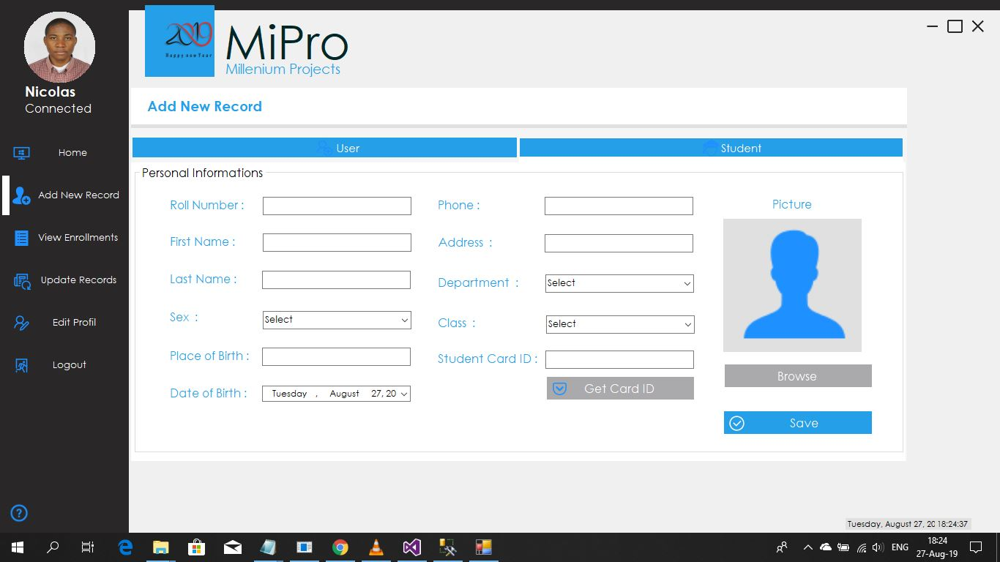 2019
Happy new Year
MiPro
Millenium Projects
Nicolas
Connected
Home
Add New Record
View Enrollments
Update Records
Edit Profil
Logout
Add New Record
User
Student
Personal Informations
Roll Number :
First Name :
Last Name :
Sex :
Select
Place of Birth :
Date of Birth :
Tuesday , August 27, 20
Phone :
Address :
Department :
Select
Class :
Select
Student Card ID :
Get Card ID
Picture
Browse
Save
?
Tuesday, August 27, 20 18:24:37
ENG
18:24
27-Aug-19